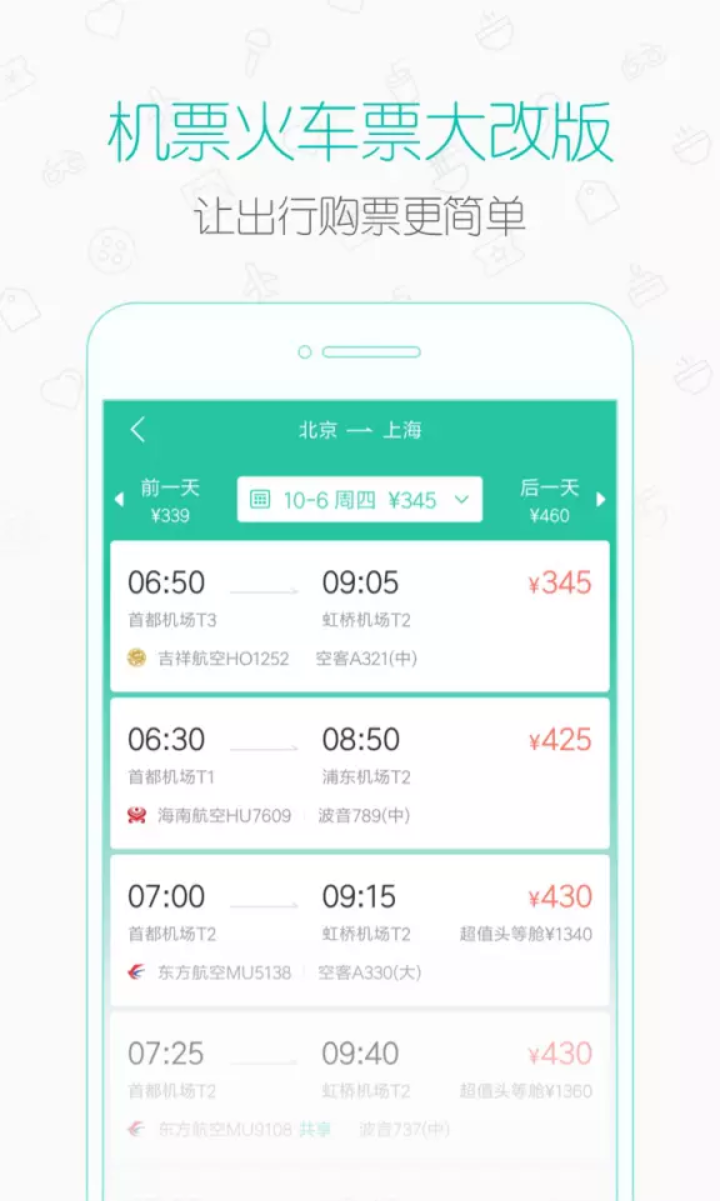 机票火车票大改版
让出行购票更简单
北京 → 上海
前一天 10-6 周四 ¥345 后一天
¥339 ¥460
06:50 09:05 ¥345
首都机场T3 虹桥机场T2
吉祥航空HO1252 空客A321(中)
06:30 08:50 ¥425
首都机场T1 浦东机场T2
海南航空HU7609 波音789(中)
07:00 09:15 ¥430
首都机场T2 虹桥机场T2 超值头等舱¥1340
东方航空MU5138 空客A330(大)
07:25 09:40 ¥430
首都机场T2 虹桥机场T2 超值头等舱¥1360
东方航空MU9108 共享 波音737(中)